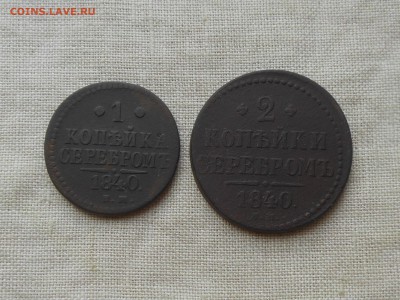 COINS.LAVE.RU
1
КОПѢЙКА
СЕРЕБРОМЪ
1840.
2
КОПѢЙКИ
СЕРЕБРОМЪ
1840.